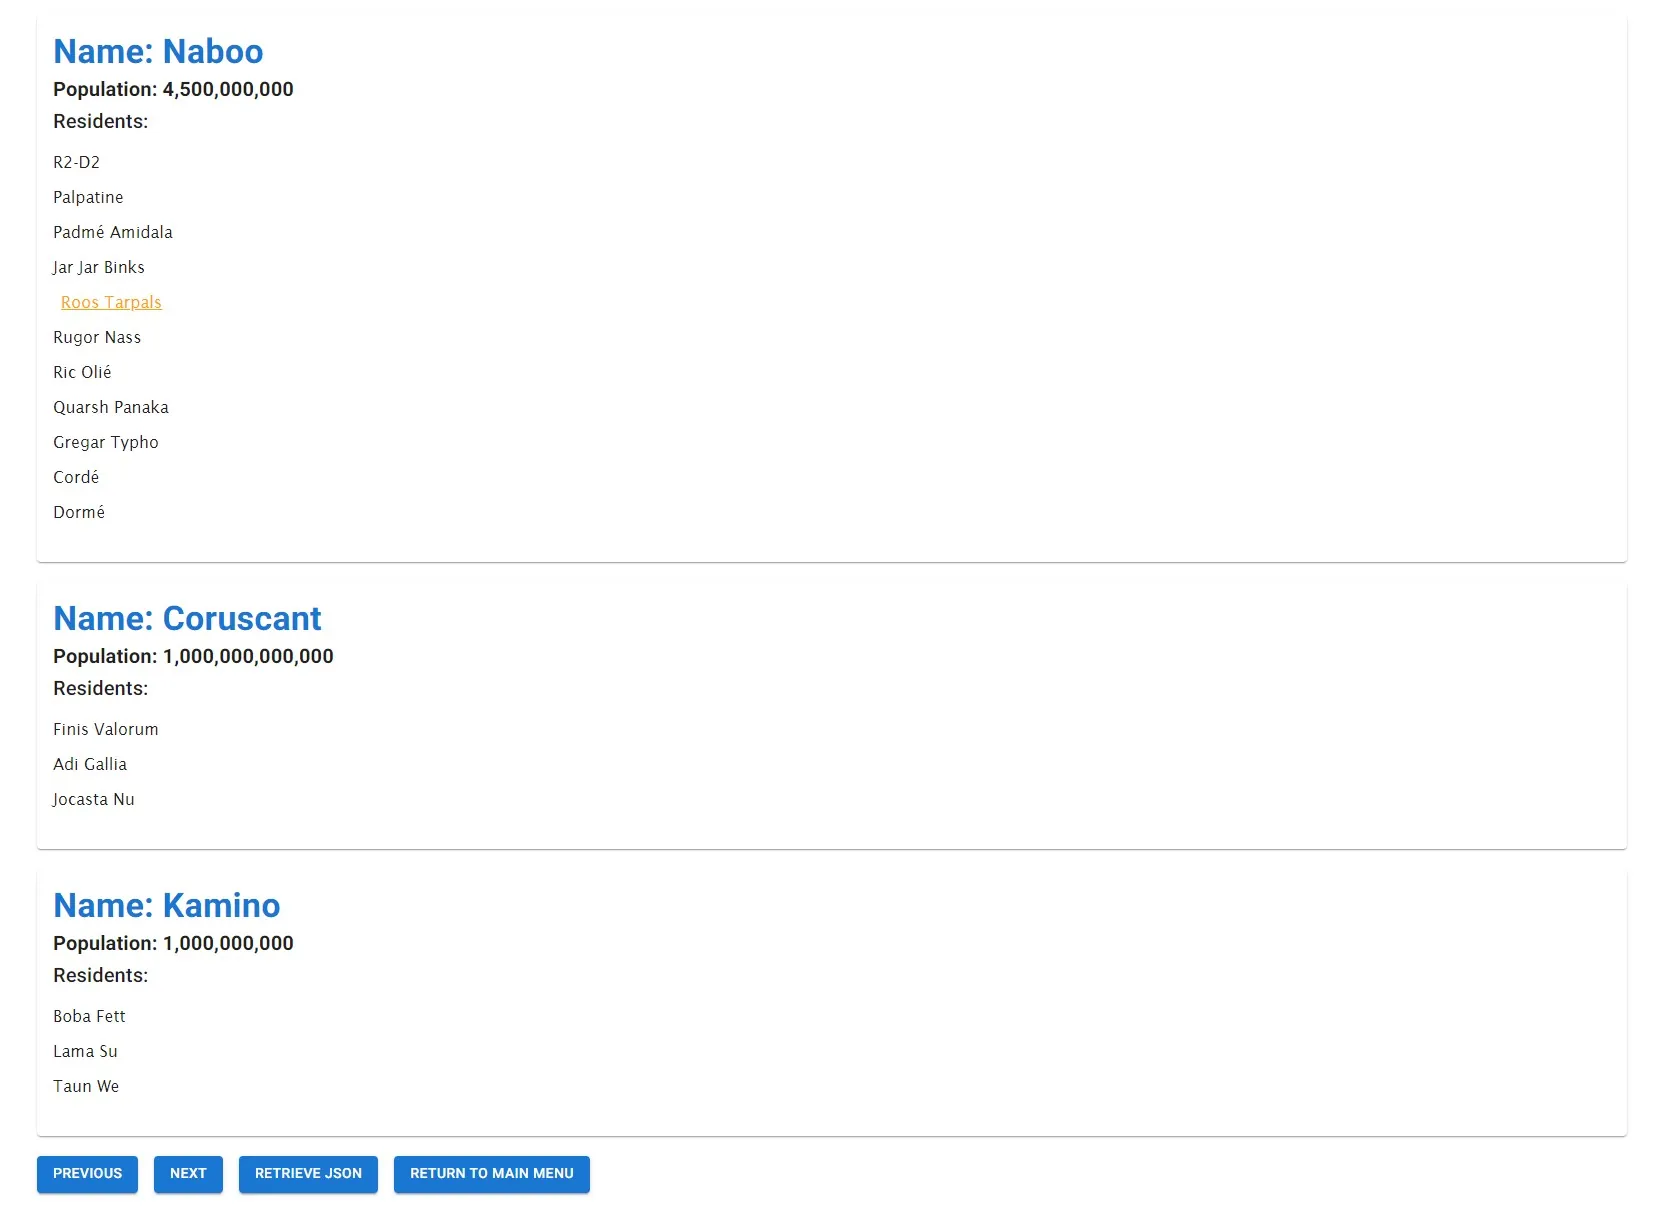 Name: Naboo
Population: 4,500,000,000
Residents:
R2-D2
Palpatine
Padmé Amidala
Jar Jar Binks
Roos Tarpals
Rugor Nass
Ric Olié
Quarsh Panaka
Gregar Typho
Cordé
Dormé
Name: Coruscant
Population: 1,000,000,000,000
Residents:
Finis Valorum
Adi Gallia
Jocasta Nu
Name: Kamino
Population: 1,000,000,000
Residents:
Boba Fett
Lama Su
Taun We
PREVIOUS NEXT RETRIEVE JSON RETURN TO MAIN MENU